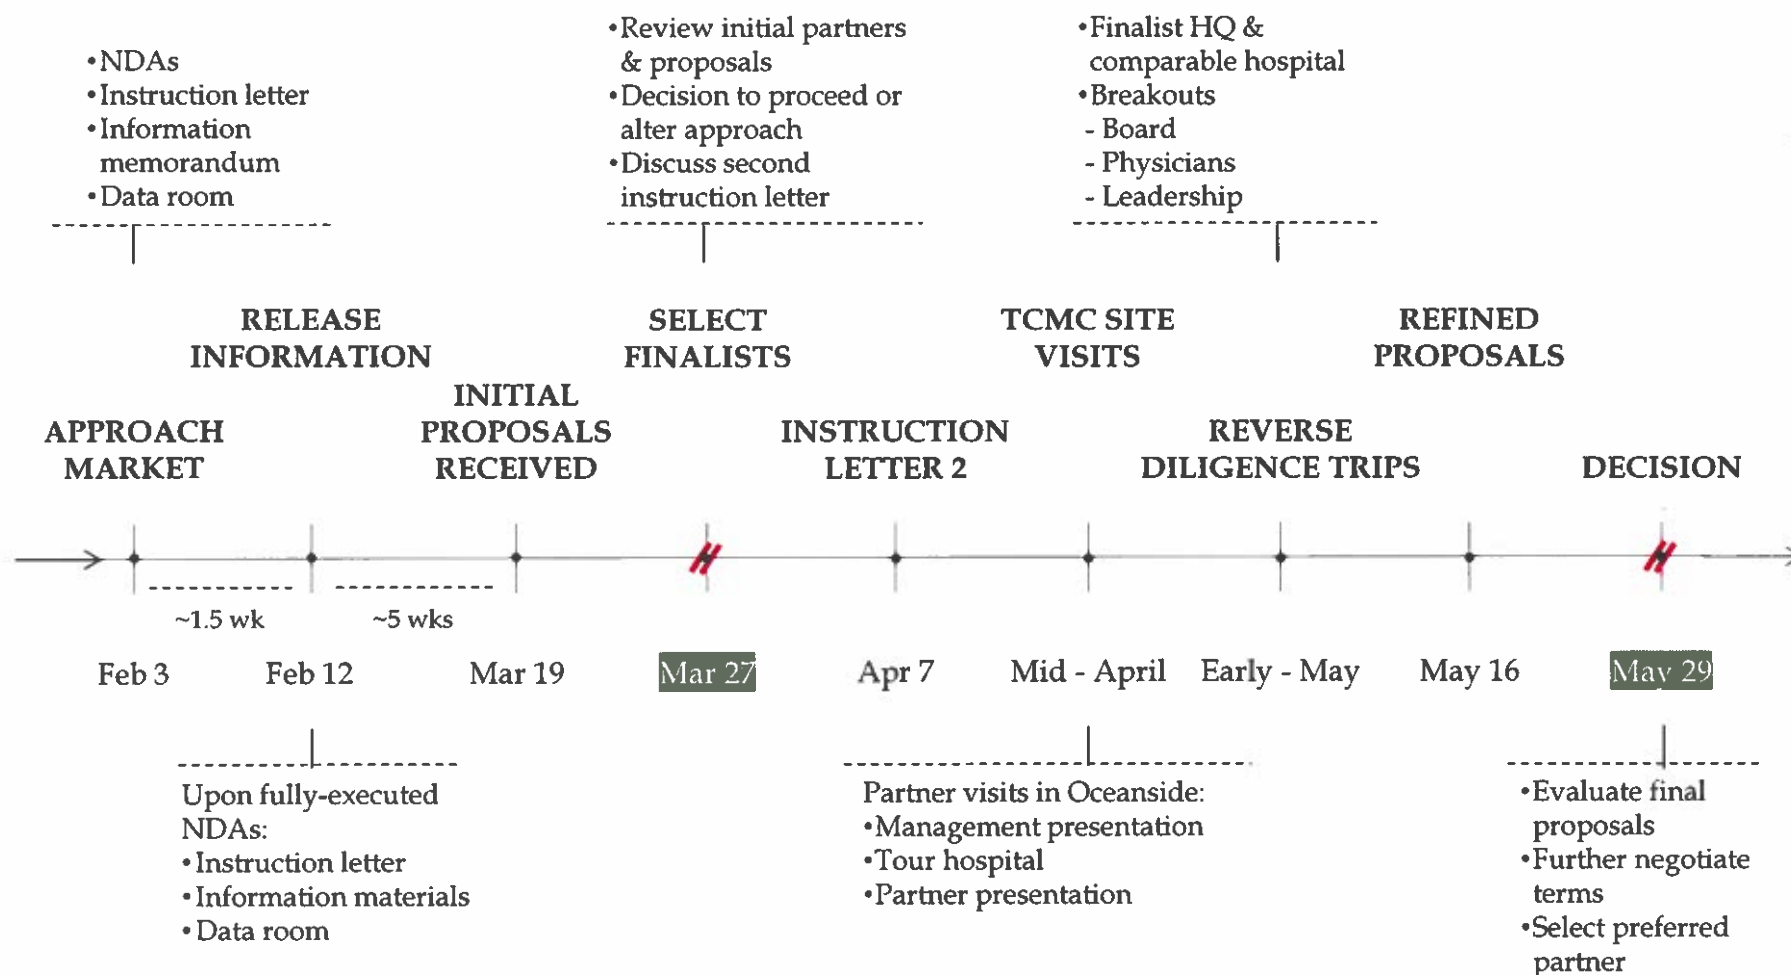 •NDAs
•Instruction letter
•Information
memorandum
•Data room
•Review initial partners
& proposals
•Decision to proceed or
alter approach
•Discuss second
instruction letter
•Finalist HQ &
comparable hospital
•Breakouts
- Board
- Physicians
- Leadership
APPROACH
MARKET
RELEASE
INFORMATION
INITIAL
PROPOSALS
RECEIVED
SELECT
FINALISTS
INSTRUCTION
LETTER 2
TCMC SITE
VISITS
REVERSE
DILIGENCE TRIPS
REFINED
PROPOSALS
DECISION
~1.5 wk
~5 wks
Feb 3
Feb 12
Mar 19
Mar 27
Apr 7
Mid - April
Early - May
May 16
May 29
Upon fully-executed
NDAs:
•Instruction letter
•Information materials
•Data room
Partner visits in Oceanside:
•Management presentation
•Tour hospital
•Partner presentation
•Evaluate final
proposals
•Further negotiate
terms
•Select preferred
partner